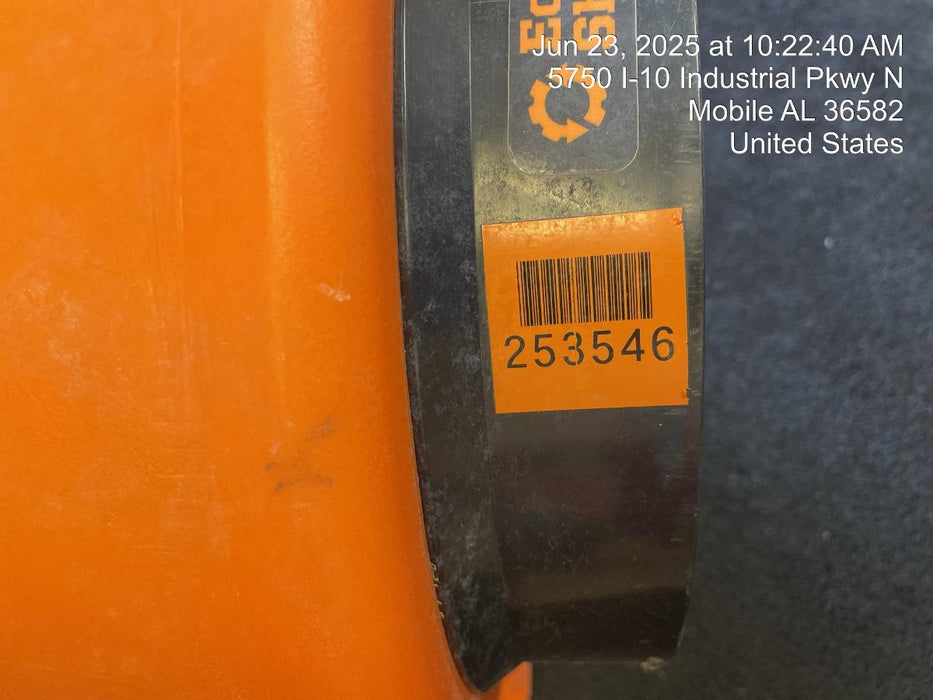 Jun 23, 2025 at 10:22:40 AM
5750 I-10 Industrial Pkwy N
Mobile AL 36582
United States
253546